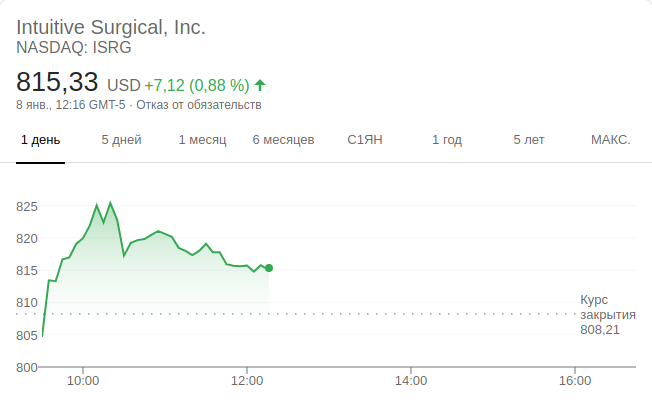 Intuitive Surgical, Inc.
NASDAQ: ISRG
815,33 USD +7,12 (0,88 %)
8 янв., 12:16 GMT-5 · Отказ от обязательств
1 день 5 дней 1 месяц 6 месяцев С1ЯН 1 год 5 лет МАКС.
825
820
815
810
Курс
закрытия
808,21
805
800
10:00 12:00 14:00 16:00